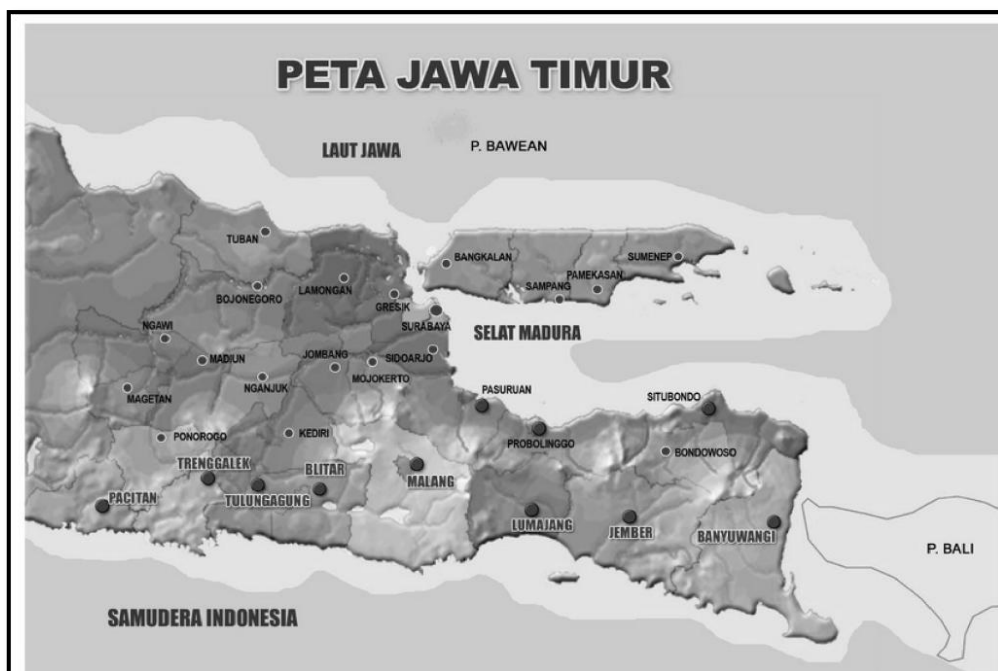 PETA JAWA TIMUR
LAUT JAWA
P. BAWEAN
TUBAN
BANGKALAN
SUMENEP
BOJONEGORO
LAMONGAN
SAMPANG
PAMEKASAN
GRESIK
SURABAYA
NGAWI
SELAT MADURA
MADIUN
JOMBANG
SIDOARJO
MOJOKERTO
MAGETAN
NGANJUK
PASURUAN
SITUBONDO
PONOROGO
KEDIRI
PROBOLINGGO
BONDOWOSO
TRENGGALEK
BLITAR
MALANG
PACITAN
TULUNGAGUNG
LUMAJANG
JEMBER
BANYUWANGI
P. BALI
SAMUDERA INDONESIA